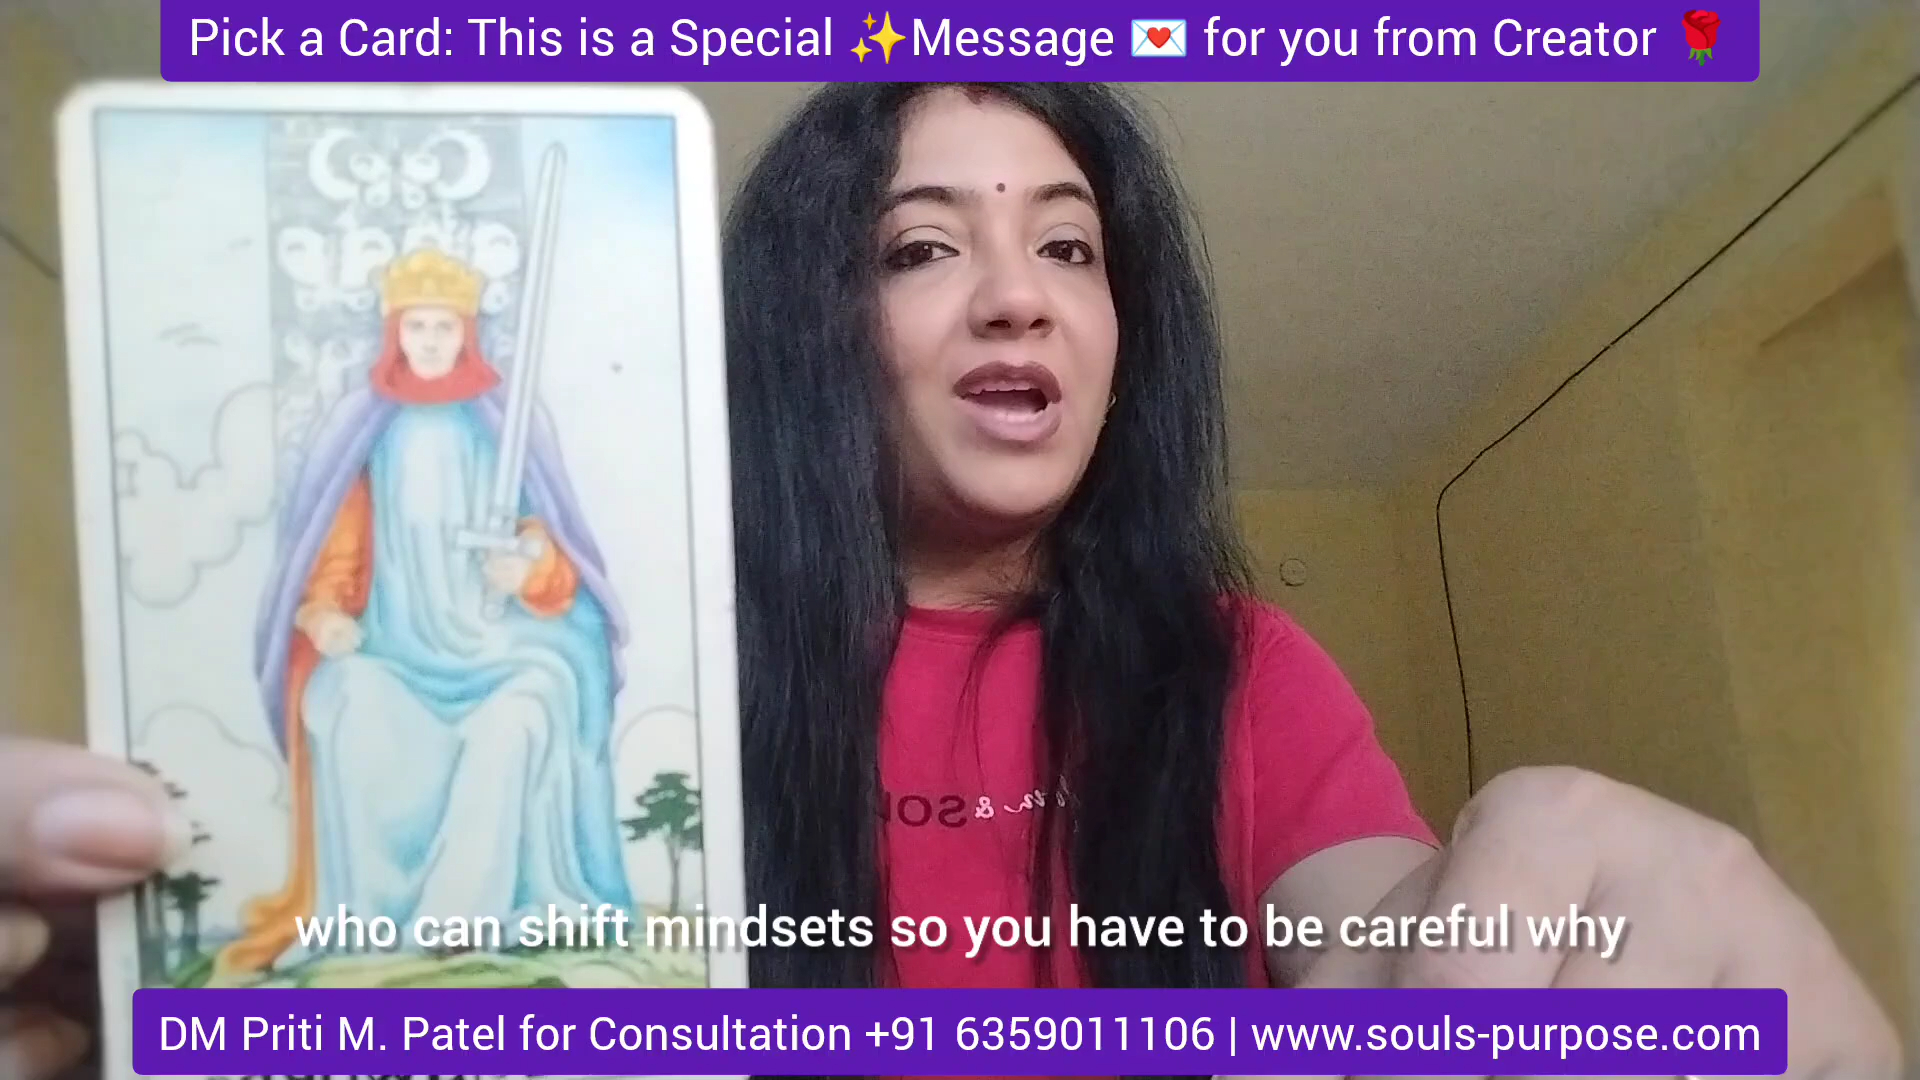 Pick a Card: This is a Special ✨Message 💌 for you from Creator 🌹
who can shift mindsets so you have to be careful why
DM Priti M. Patel for Consultation +91 6359011106 | www.souls-purpose.com